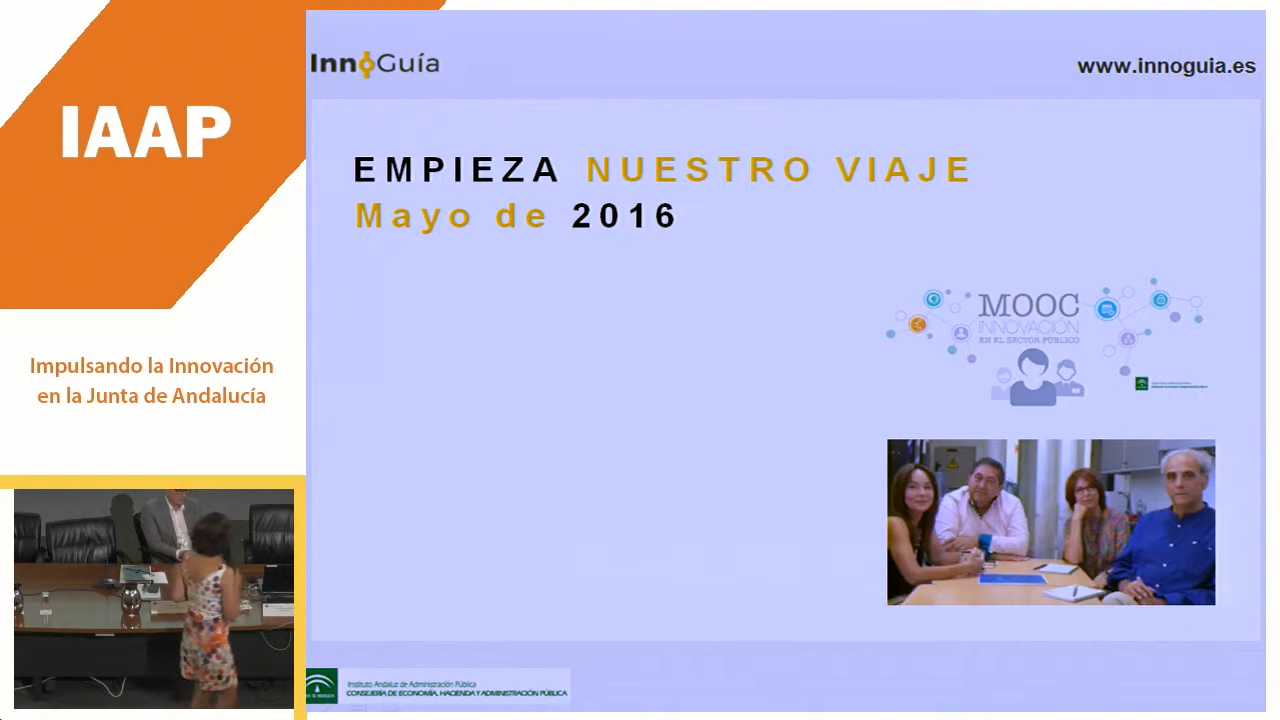 IAAP
Impulsando la Innovación
en la Junta de Andalucía
InnoGuía
www.innoguia.es
EMPIEZA NUESTRO VIAJE
Mayo de 2016
MOOC
INNOVACIÓN
EN EL SECTOR PÚBLICO
Instituto Andaluz de Administración Pública
CONSEJERÍA DE ECONOMÍA, HACIENDA Y ADMINISTRACIÓN PÚBLICA